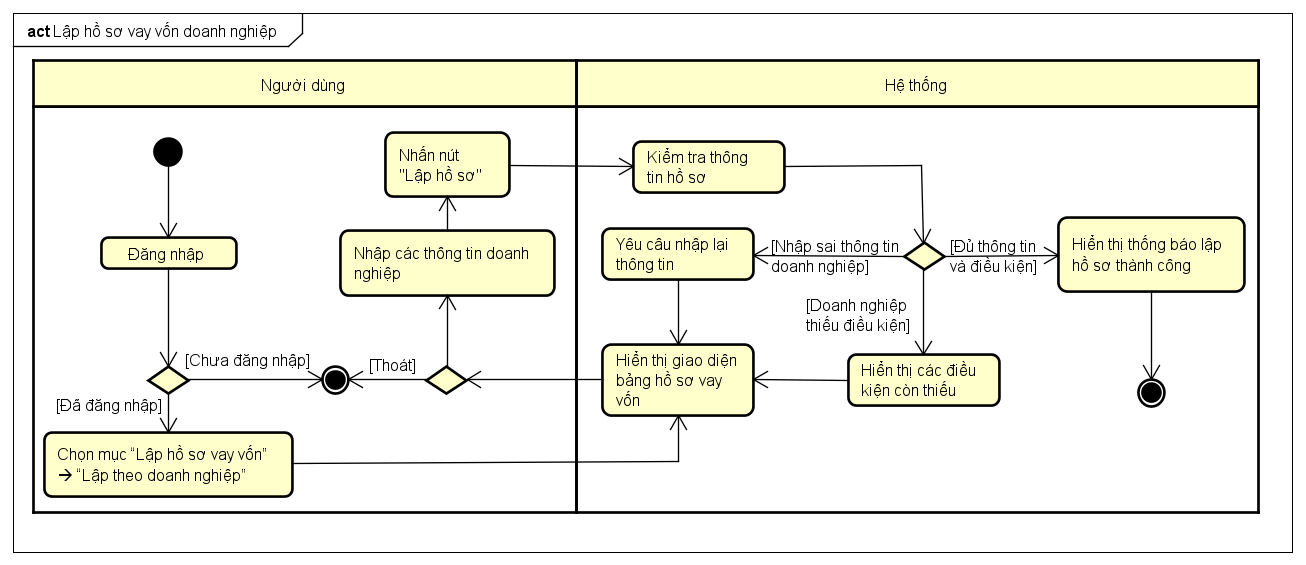 act Lập hồ sơ vay vốn doanh nghiệp
Người dùng
Hệ thống
Nhấn nút
"Lập hồ sơ"
Kiểm tra thông
tin hồ sơ
Đăng nhập
Nhập các thông tin doanh
nghiệp
Yêu câu nhập lại
thông tin
[Nhập sai thông tin
doanh nghiệp]
[Đủ thông tin
và điều kiện]
Hiển thị thống báo lập
hồ sơ thành công
[Doanh nghiệp
thiếu điều kiện]
[Chưa đăng nhập]
[Thoát]
Hiển thị giao diện
bảng hồ sơ vay
vốn
Hiển thị các điều
kiện còn thiếu
[Đã đăng nhập]
Chọn mục “Lập hồ sơ vay vốn”
→ “Lập theo doanh nghiệp”